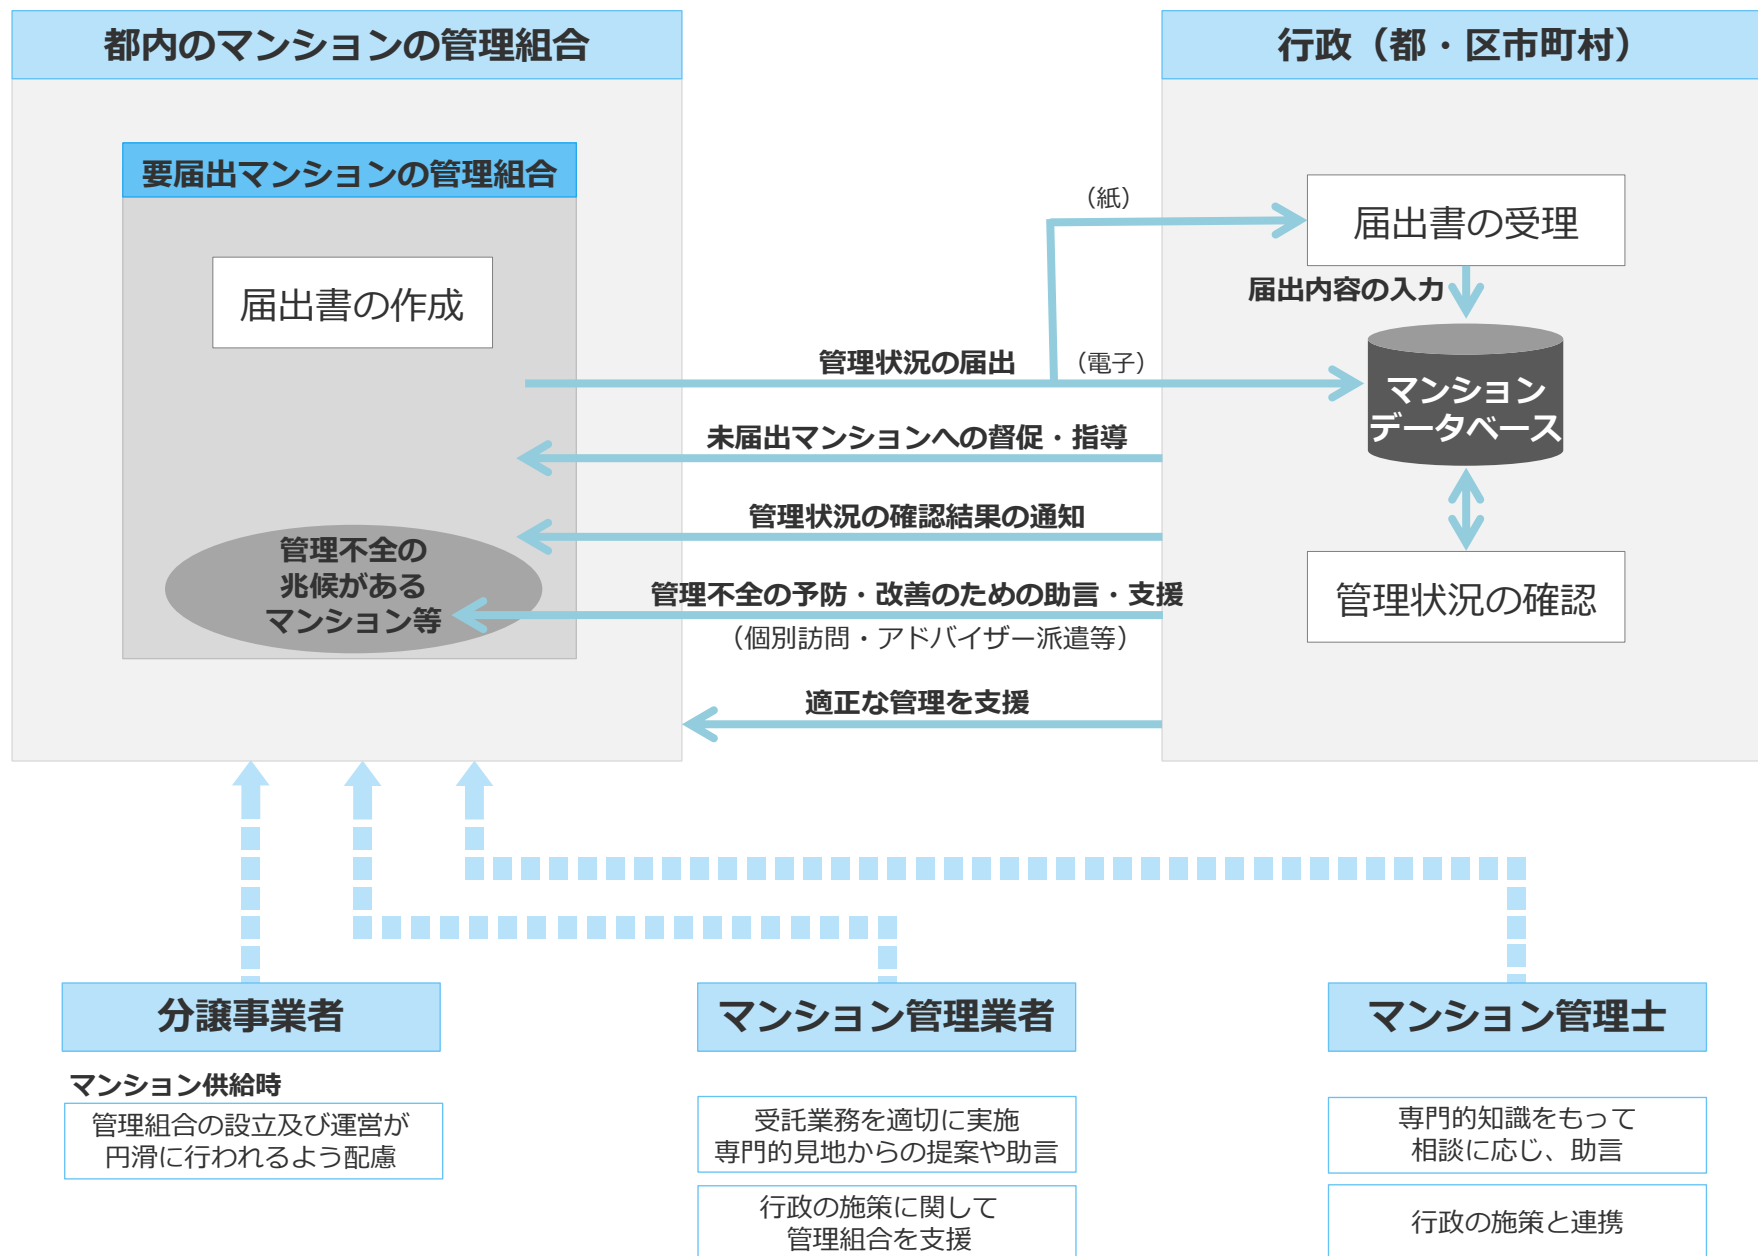 都内のマンションの管理組合
行政（都・区市町村）
要届出マンションの管理組合
届出書の作成
（紙）
届出書の受理
届出内容の入力
管理状況の届出
（電子）
マンション
データベース
未届出マンションへの督促・指導
管理状況の確認結果の通知
管理不全の
兆候がある
マンション等
管理不全の予防・改善のための助言・支援
（個別訪問・アドバイザー派遣等）
管理状況の確認
適正な管理を支援
分譲事業者
マンション供給時
管理組合の設立及び運営が
円滑に行われるよう配慮
マンション管理業者
受託業務を適切に実施
専門的見地からの提案や助言
行政の施策に関して
管理組合を支援
マンション管理士
専門的知識をもって
相談に応じ、助言
行政の施策と連携